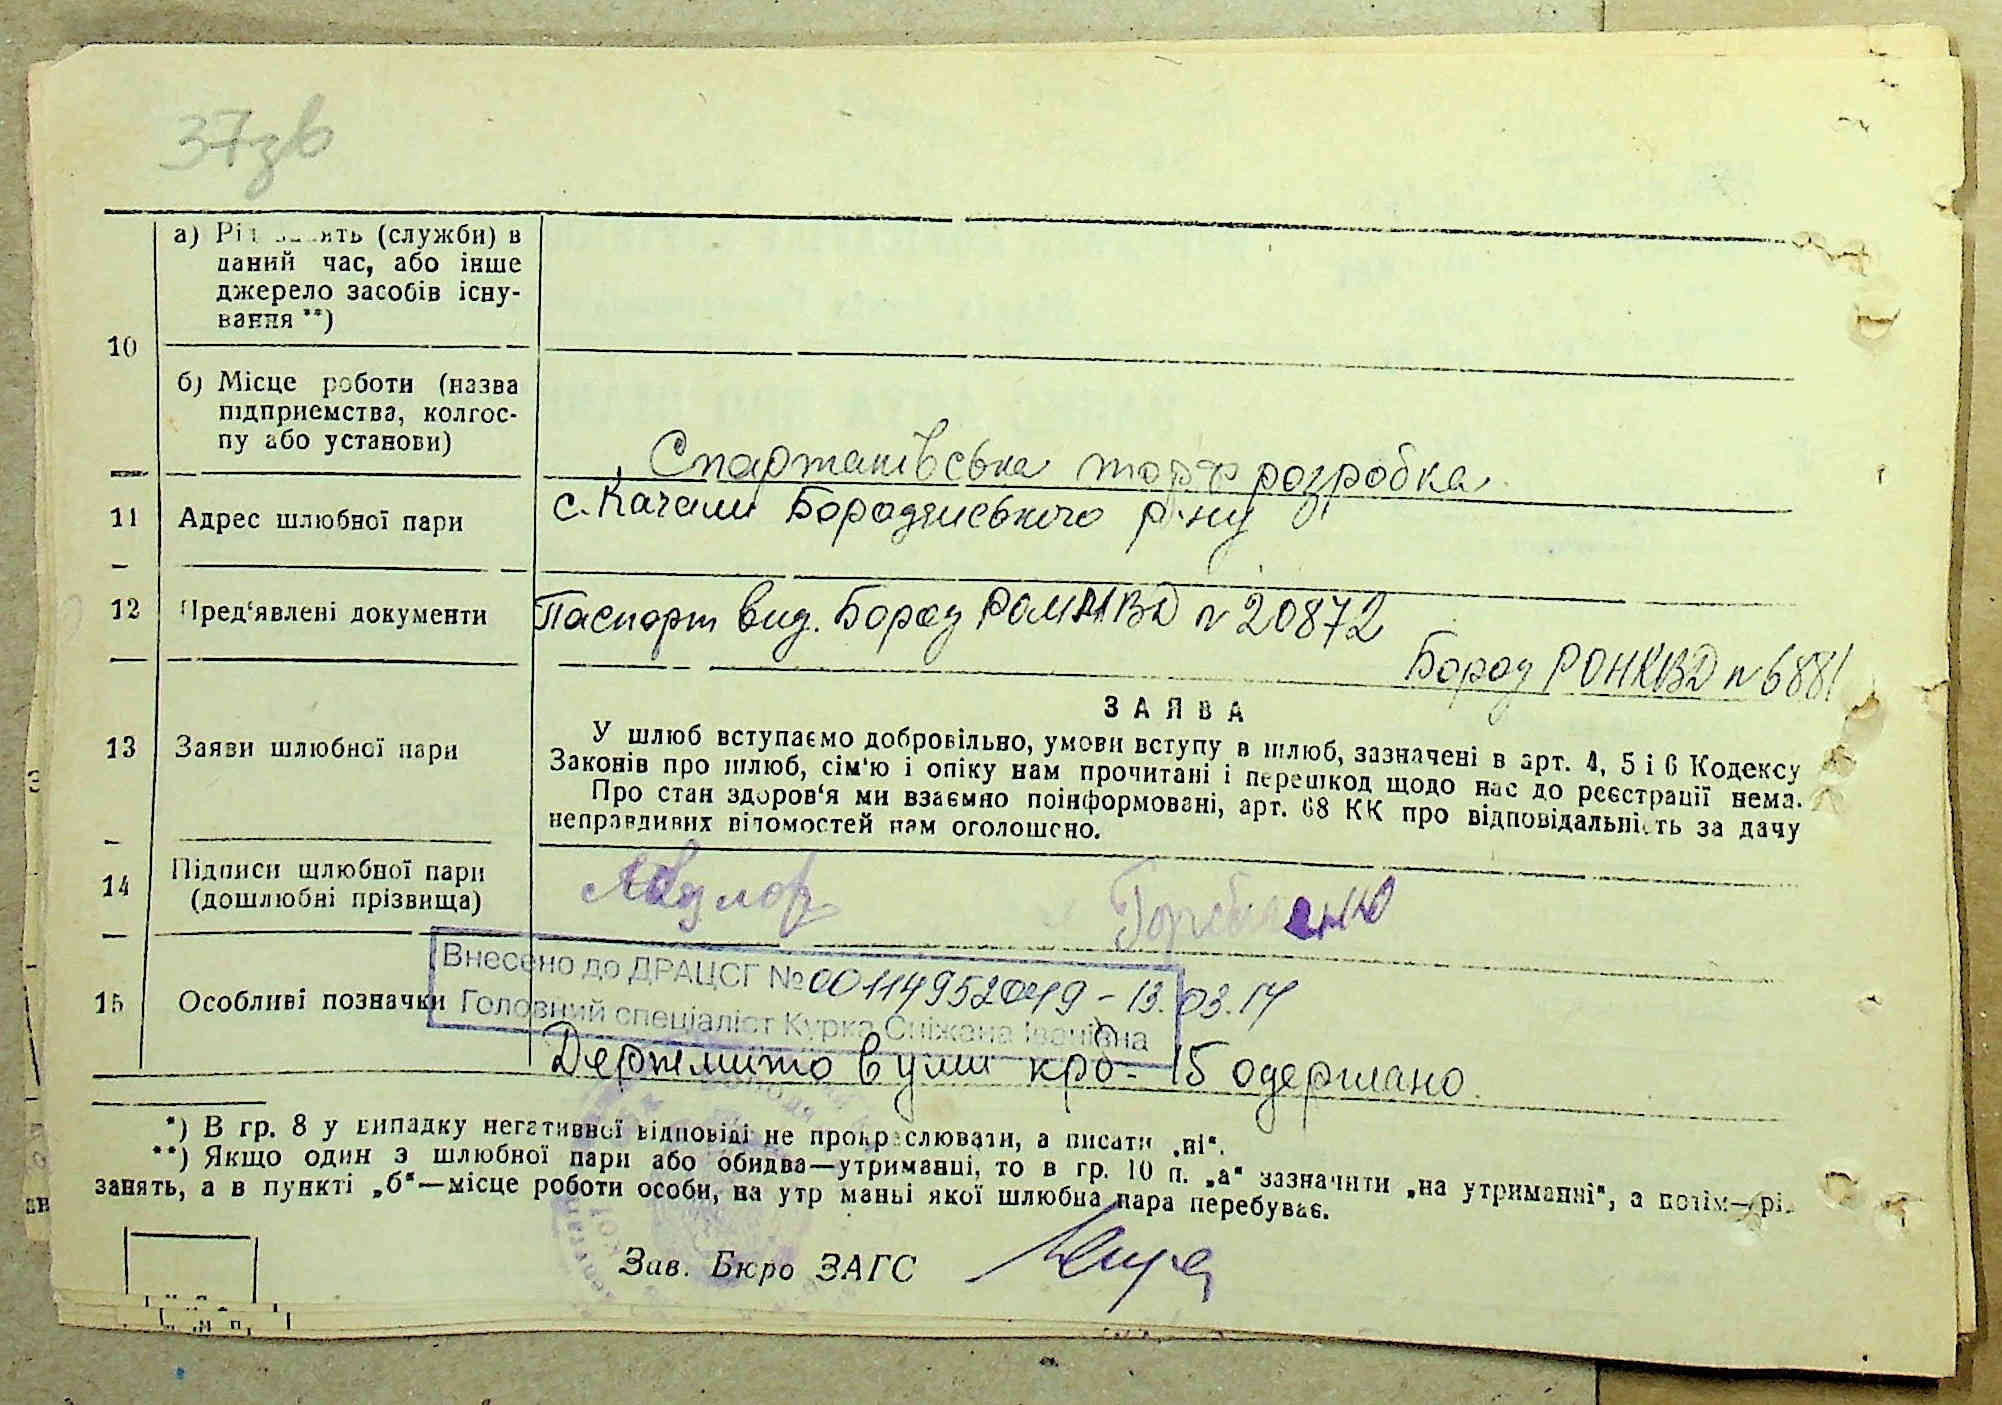 37зв
а) Рід занять (служби) в
даний час, або інше
джерело засобів існу-
вання **)
10
б) Місце роботи (назва
підприємства, колгос-
пу або установи)
Спартаківська торфрозробка
11 Адрес шлюбної пари
с. Качали Бородянського р-ну
12 Пред‘явлені документи
Паспорт вид. Бород РОМВД № 20872
Бород РОНКВД № 6881
ЗАЯВА
13 Заяви шлюбної пари
У шлюб вступаємо добровільно, умови вступу в шлюб, зазначені в арт. 4, 5 і 6 Кодексу
Законів про шлюб, сім‘ю і опіку нам прочитані і перешкод щодо нас до реєстрації нема.
Про стан здоров‘я ми взаємно поінформовані, арт. 68 КК про відповідальність за дачу
неправдивих відомостей нам оголошено.
14 Підписи шлюбної пари
(дошлюбні прізвища)
Горбаенко
Внесено до ДРАЦСГ № 00114952049 - 13.03.14
15 Особливі позначки
Головний спеціаліст Курка Сніжана Іванівна
Держмито в сумі крб - 15 одержано
*) В гр. 8 у випадку негативної відповіді не прокреслювати, а писати „ні“.
**) Якщо один з шлюбної пари або обидва—утриманці, то в гр. 10 п. „а“ зазначити „на утриманні“, а потім—рід
занять, а в пункті „б“—місце роботи особи, на утриманні якої шлюбна пара перебуває.
Зав. Бюро ЗАГС